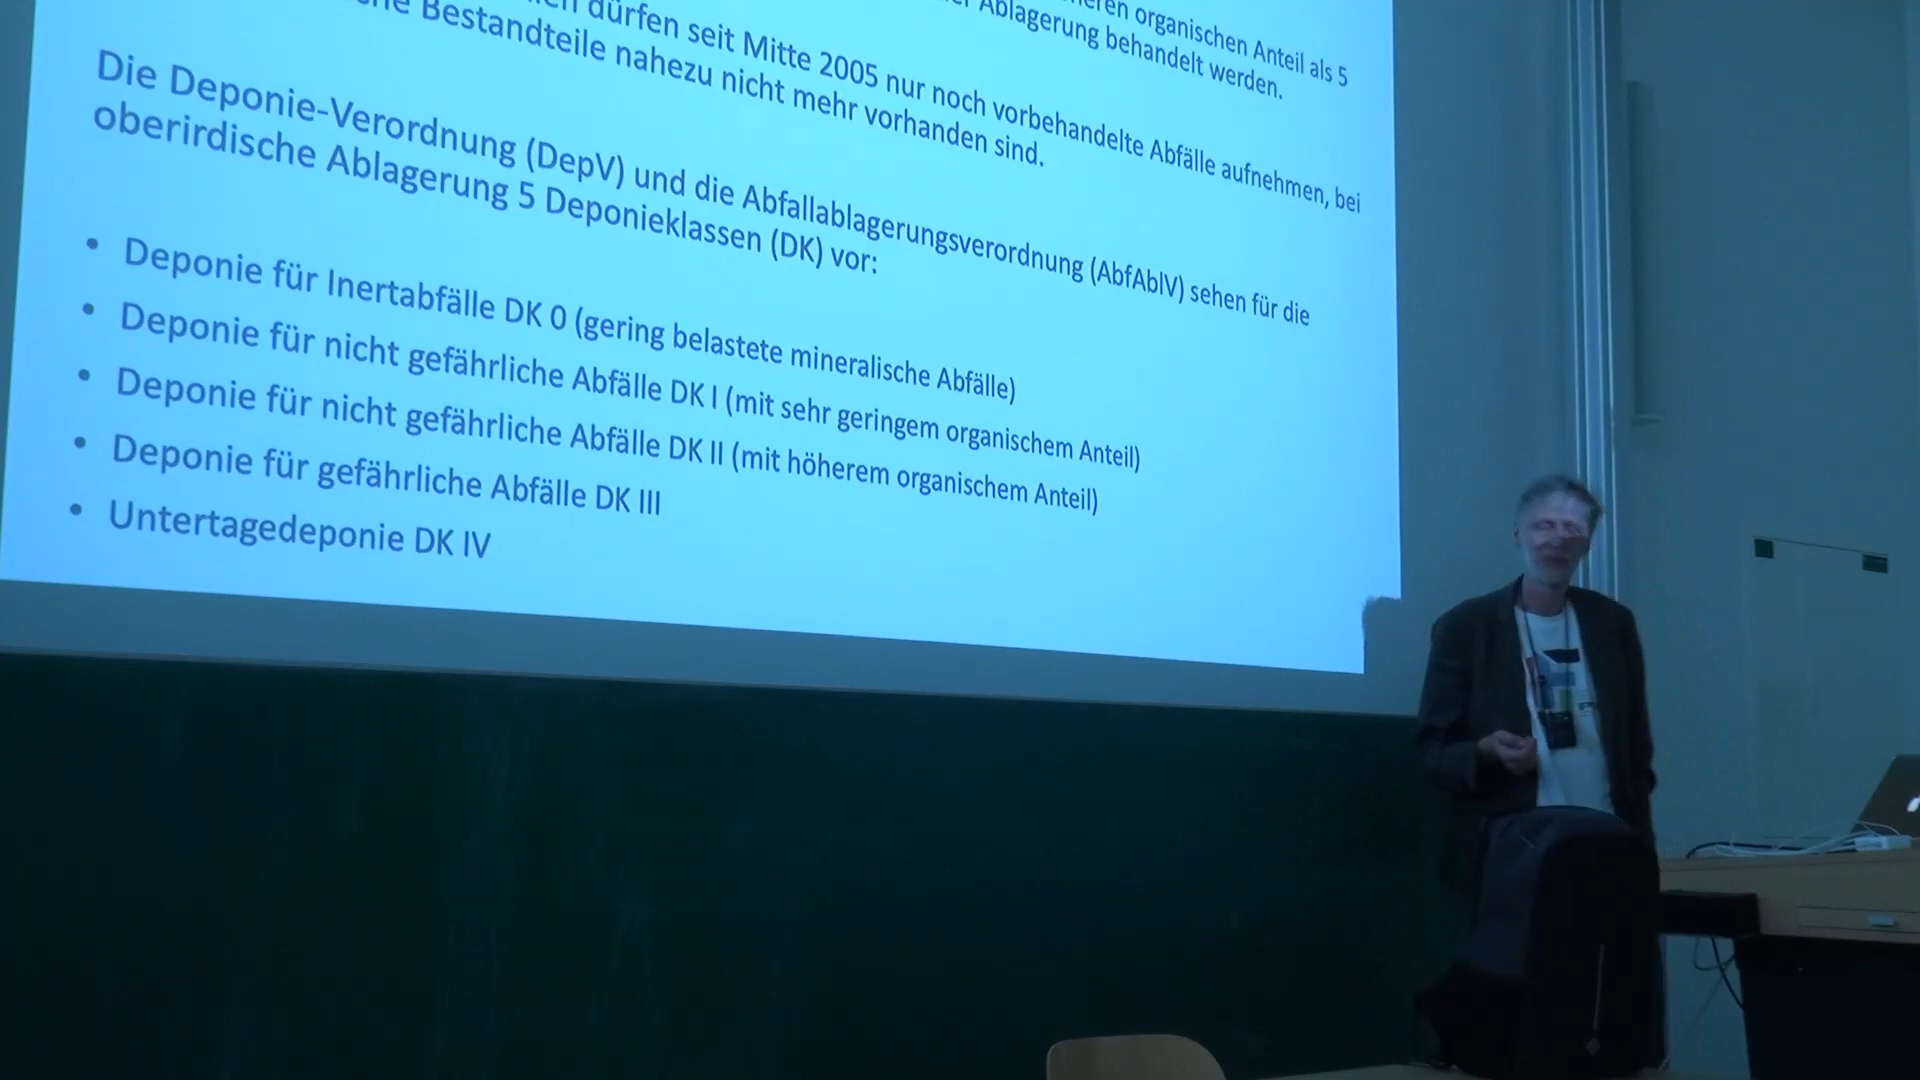 organischen Anteil als 5
dürfen seit Mitte 2005 nur noch vorbehandelte Abfälle aufnehmen, bei
Ablagerung behandelt werden.
Bestandteile nahezu nicht mehr vorhanden sind.
Die Deponie-Verordnung (DepV) und die Abfallablagerungsverordnung (AbfAblV) sehen für die
oberirdische Ablagerung 5 Deponieklassen (DK) vor:
• Deponie für Inertabfälle DK 0 (gering belastete mineralische Abfälle)
• Deponie für nicht gefährliche Abfälle DK I (mit sehr geringem organischem Anteil)
• Deponie für nicht gefährliche Abfälle DK II (mit höherem organischem Anteil)
• Deponie für gefährliche Abfälle DK III
• Untertagedeponie DK IV